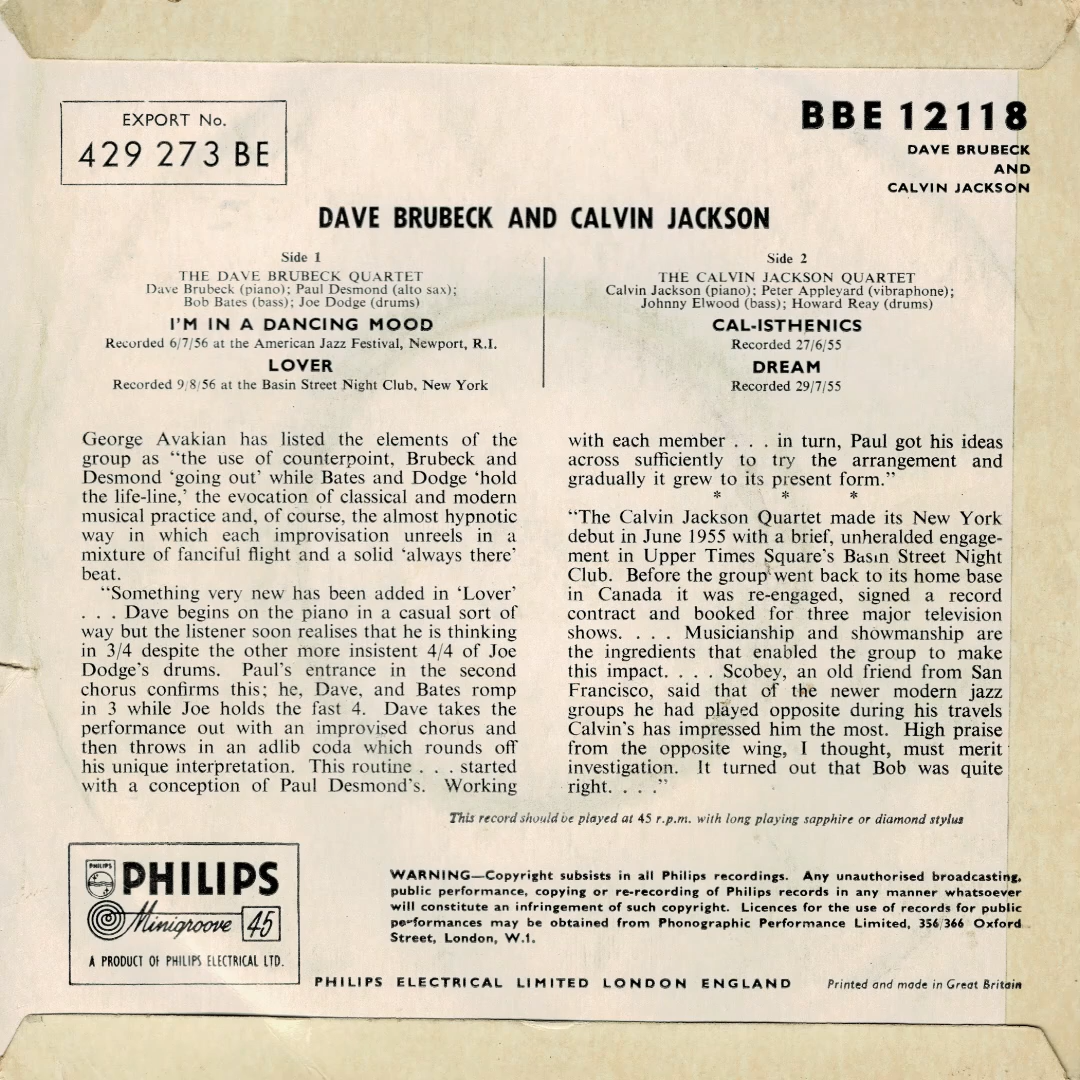 EXPORT No.
429 273 BE
BBE 12118
DAVE BRUBECK
AND
CALVIN JACKSON
DAVE BRUBECK AND CALVIN JACKSON
Side 1
THE DAVE BRUBECK QUARTET
Dave Brubeck (piano); Paul Desmond (alto sax);
Bob Bates (bass); Joe Dodge (drums)
I'M IN A DANCING MOOD
Recorded 6/7/56 at the American Jazz Festival, Newport, R.I.
LOVER
Recorded 9/8/56 at the Basin Street Night Club, New York
Side 2
THE CALVIN JACKSON QUARTET
Calvin Jackson (piano); Peter Appleyard (vibraphone);
Johnny Elwood (bass); Howard Reay (drums)
CAL-ISTHENICS
Recorded 27/6/55
DREAM
Recorded 29/7/55
George Avakian has listed the elements of the
group as “the use of counterpoint, Brubeck and
Desmond ‘going out’ while Bates and Dodge ‘hold
the life-line,’ the evocation of classical and modern
musical practice and, of course, the almost hypnotic
way in which each improvisation unreels in a
mixture of fanciful flight and a solid ‘always there’
beat.
“Something very new has been added in ‘Lover’
. . . Dave begins on the piano in a casual sort of
way but the listener soon realises that he is thinking
in 3/4 despite the other more insistent 4/4 of Joe
Dodge's drums. Paul's entrance in the second
chorus confirms this; he, Dave, and Bates romp
in 3 while Joe holds the fast 4. Dave takes the
performance out with an improvised chorus and
then throws in an adlib coda which rounds off
his unique interpretation. This routine . . . started
with a conception of Paul Desmond's. Working
with each member . . . in turn, Paul got his ideas
across sufficiently to try the arrangement and
gradually it grew to its present form.”
* * *
“The Calvin Jackson Quartet made its New York
debut in June 1955 with a brief, unheralded engage-
ment in Upper Times Square's Basin Street Night
Club. Before the group went back to its home base
in Canada it was re-engaged, signed a record
contract and booked for three major television
shows. . . . Musicianship and showmanship are
the ingredients that enabled the group to make
this impact. . . . Scobey, an old friend from San
Francisco, said that of the newer modern jazz
groups he had played opposite during his travels
Calvin's has impressed him the most. High praise
from the opposite wing, I thought, must merit
investigation. It turned out that Bob was quite
right. . . .”
This record should be played at 45 r.p.m. with long playing sapphire or diamond stylus
PHILIPS
PHILIPS
Minigroove 45
A PRODUCT OF PHILIPS ELECTRICAL LTD.
WARNING—Copyright subsists in all Philips recordings. Any unauthorised broadcasting,
public performance, copying or re-recording of Philips records in any manner whatsoever
will constitute an infringement of such copyright. Licences for the use of records for public
performances may be obtained from Phonographic Performance Limited, 356/366 Oxford
Street, London, W.1.
PHILIPS ELECTRICAL LIMITED LONDON ENGLAND
Printed and made in Great Britain